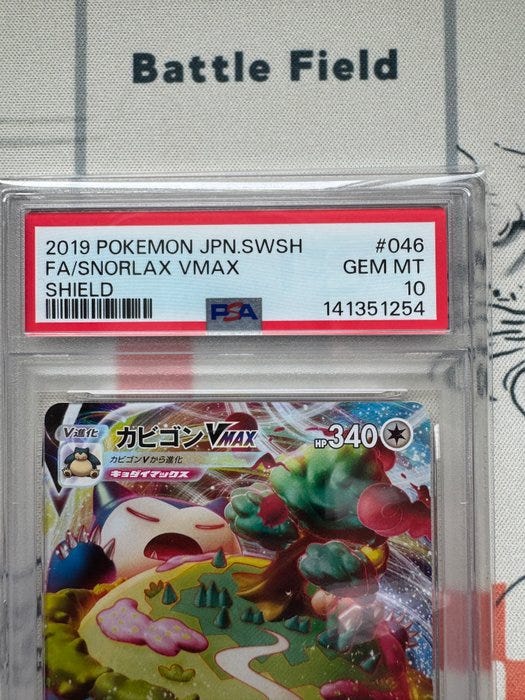 Battle Field
2019 POKEMON JPN.SWSH #046
FA/SNORLAX VMAX GEM MT
SHIELD 10
PSA 141351254
V進化 カビゴンVMAX HP340
カビゴンVから進化
キョダイマックス